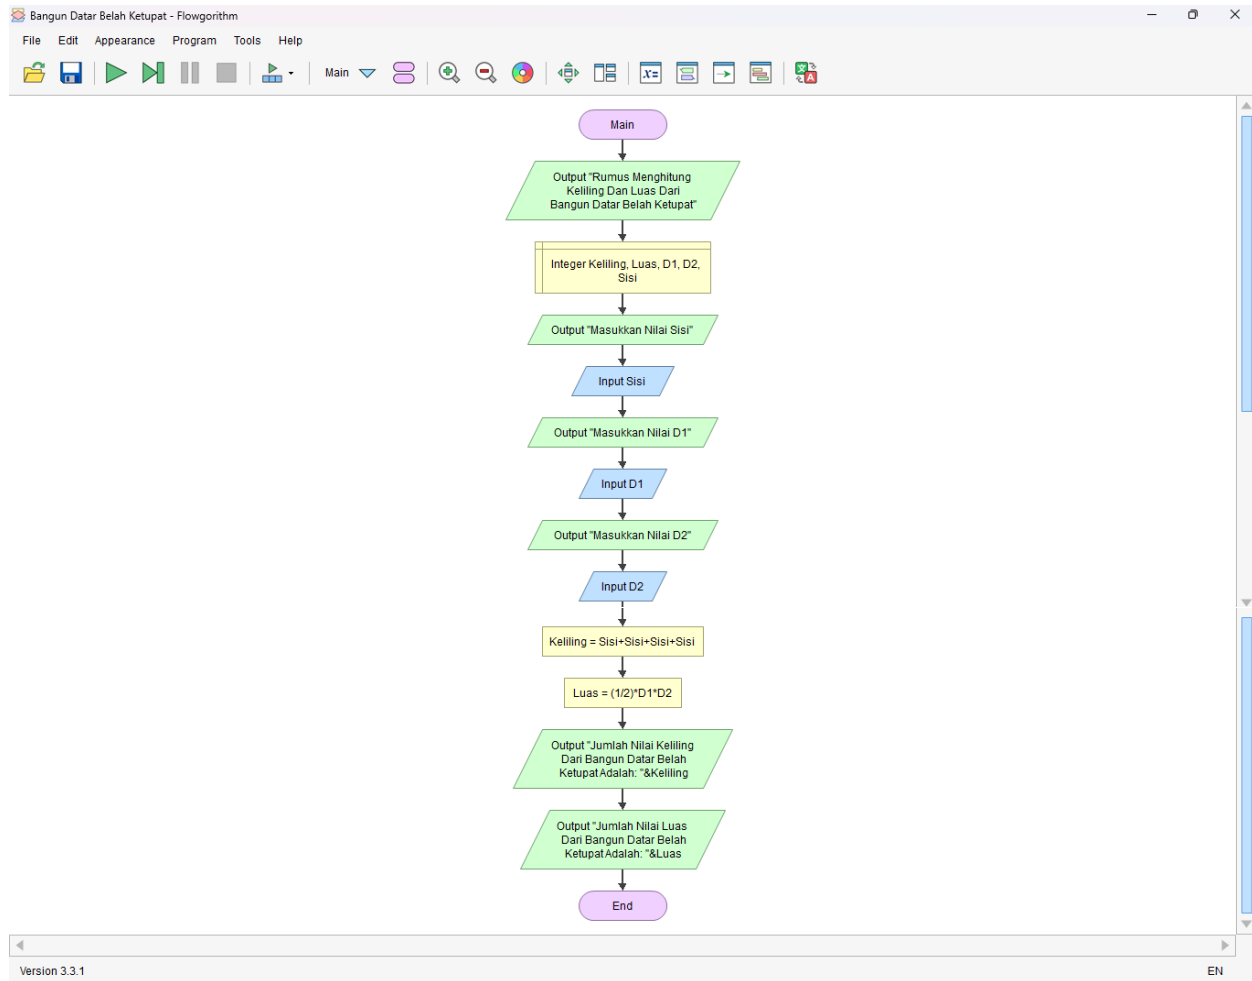 Bangun Datar Belah Ketupat - Flowgorithm
File Edit Appearance Program Tools Help
Main
x=
Main
Output "Rumus Menghitung
Keliling Dan Luas Dari
Bangun Datar Belah Ketupat"
Integer Keliling, Luas, D1, D2,
Sisi
Output "Masukkan Nilai Sisi"
Input Sisi
Output "Masukkan Nilai D1"
Input D1
Output "Masukkan Nilai D2"
Input D2
Keliling = Sisi+Sisi+Sisi+Sisi
Luas = (1/2)*D1*D2
Output "Jumlah Nilai Keliling
Dari Bangun Datar Belah
Ketupat Adalah: "&Keliling
Output "Jumlah Nilai Luas
Dari Bangun Datar Belah
Ketupat Adalah: "&Luas
End
Version 3.3.1
EN